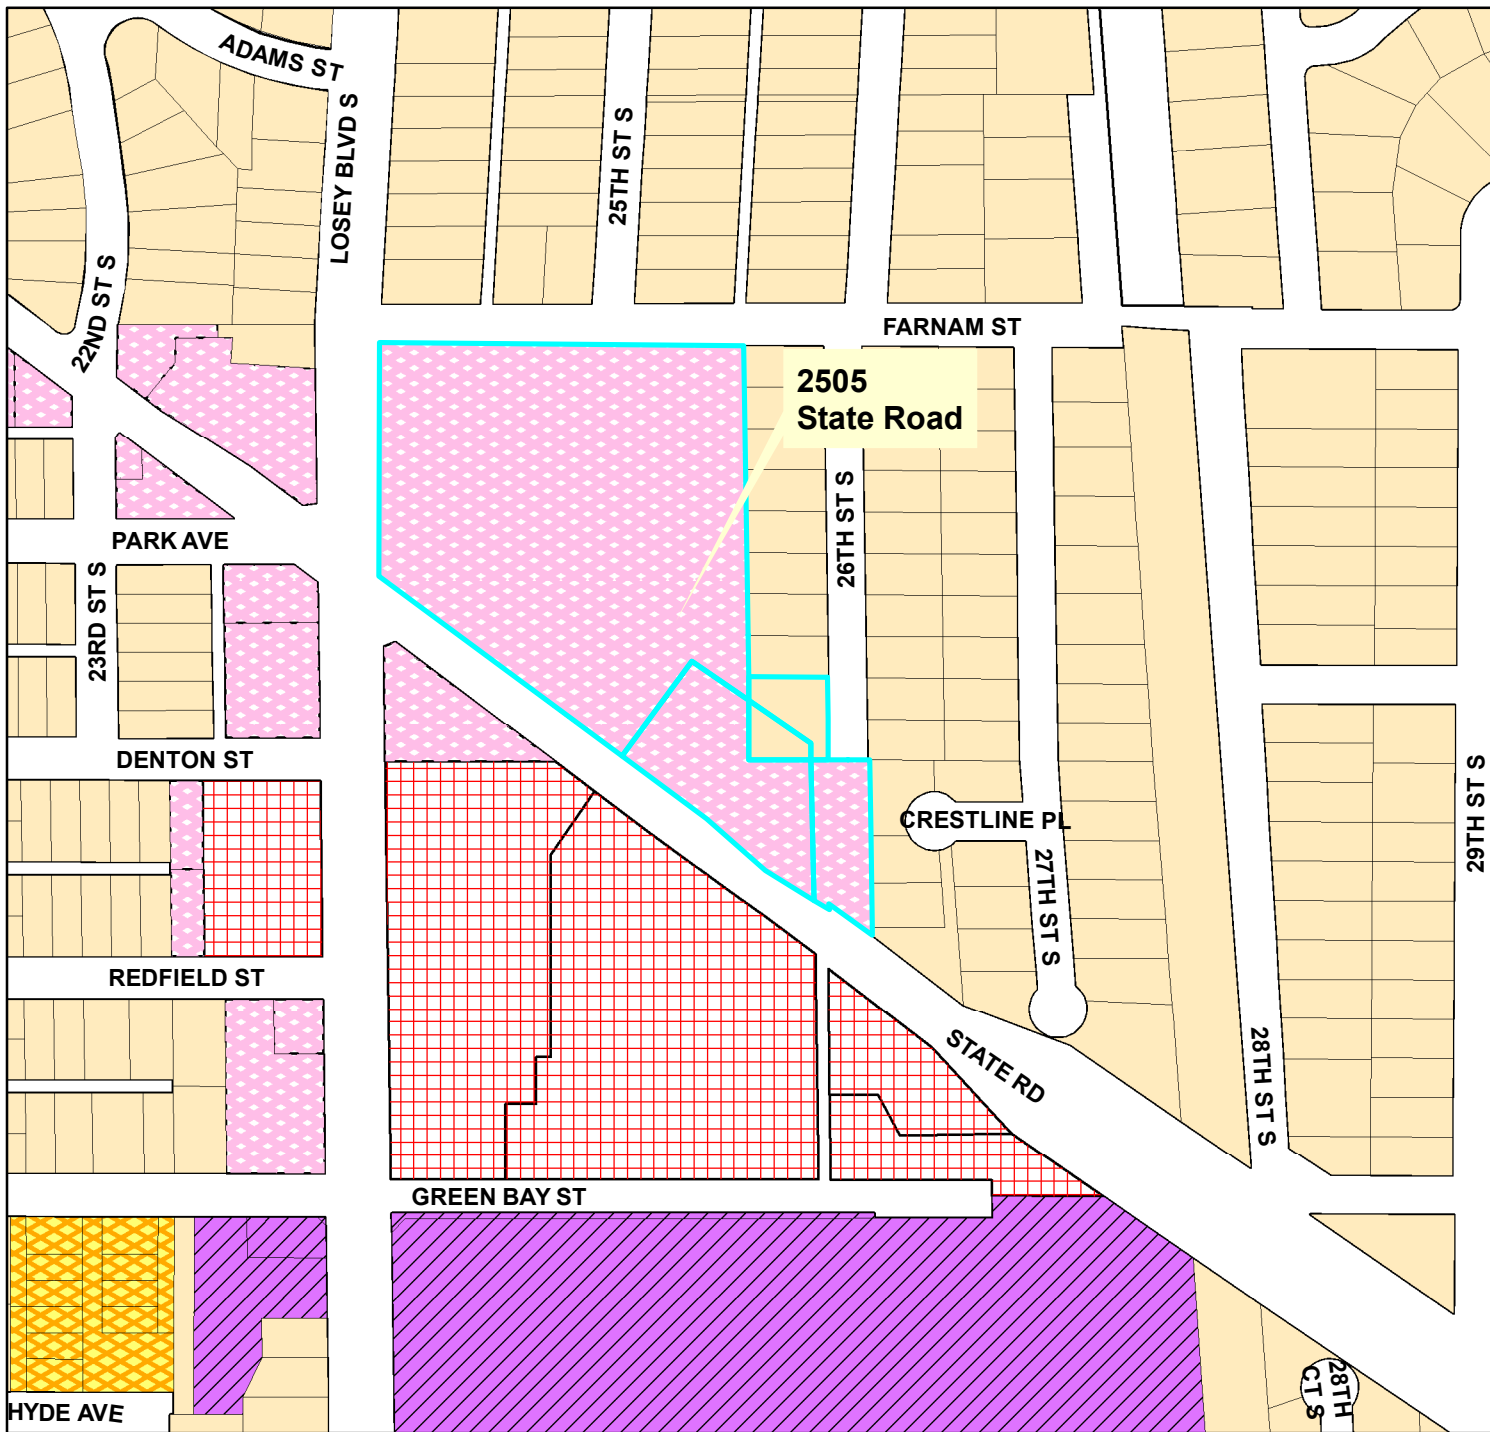 ADAMS ST
LOSEY BLVD S
25TH ST S
22ND ST S
FARNAM ST
2505
State Road
26TH ST S
PARK AVE
23RD ST S
DENTON ST
CRESTLINE PL
27TH ST S
29TH ST S
REDFIELD ST
STATE RD
28TH ST S
GREEN BAY ST
HYDE AVE
28TH
CT S